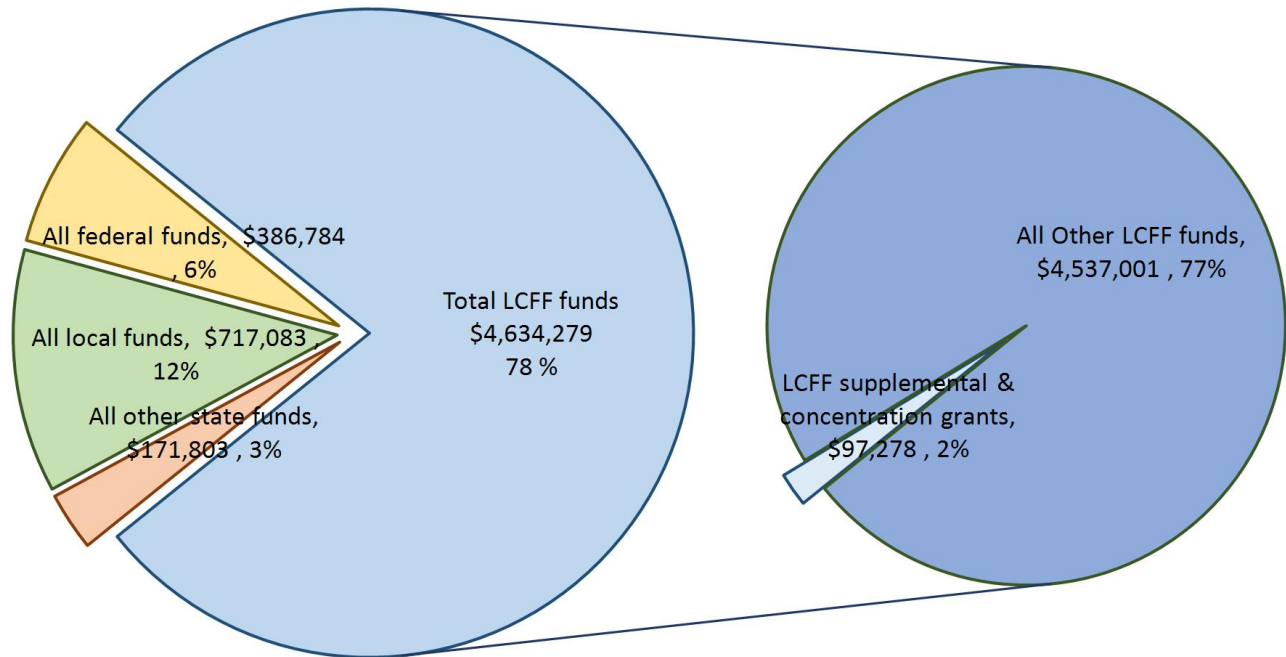 All federal funds, $386,784
, 6%
All local funds, $717,083 ,
12%
All other state funds,
$171,803 , 3%
Total LCFF funds
$4,634,279
78 %
All Other LCFF funds,
$4,537,001 , 77%
LCFF supplemental &
concentration grants,
$97,278 , 2%